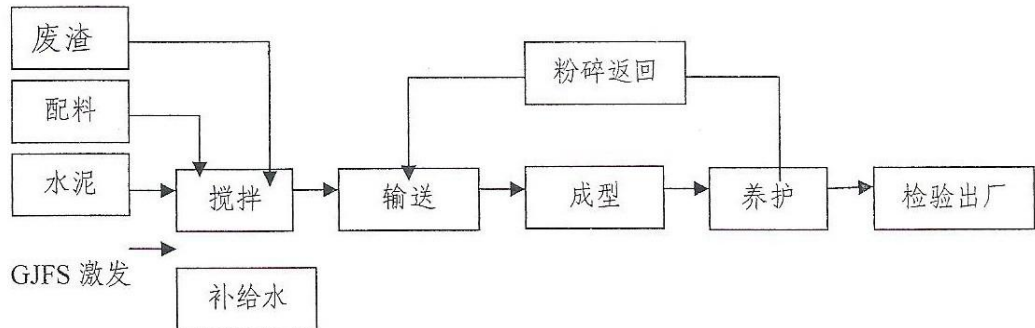 废渣
粉碎返回
配料
水泥
搅拌
输送
成型
养护
检验出厂
GJFS 激发
补给水